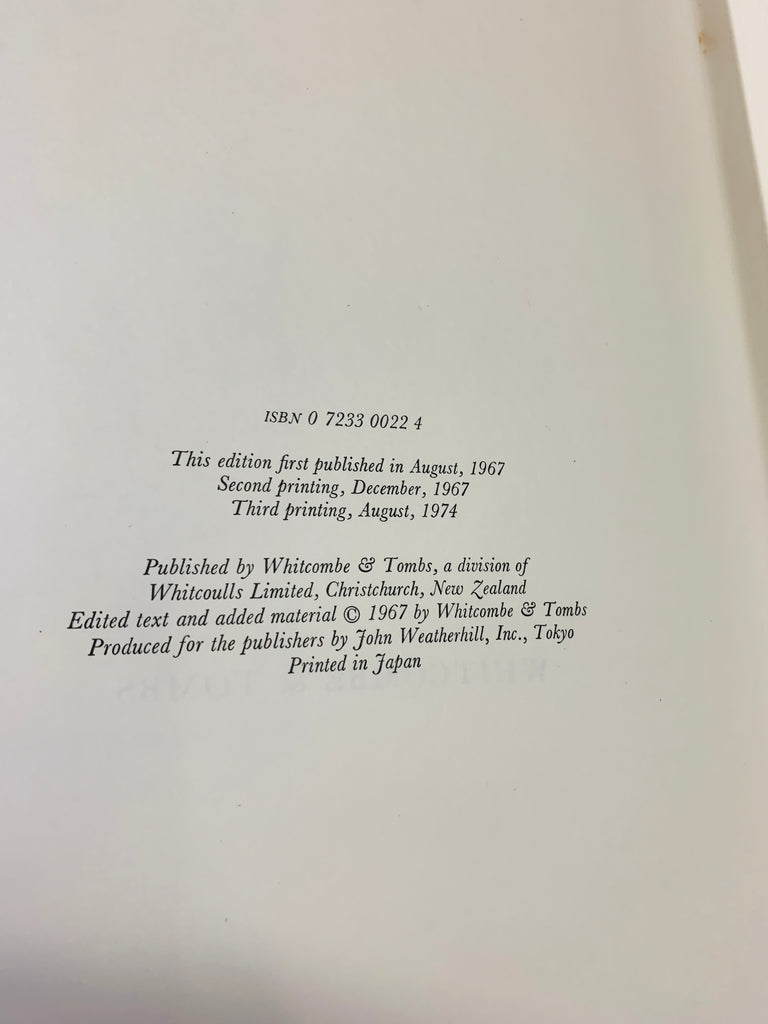 ISBN 0 7233 0022 4
This edition first published in August, 1967
Second printing, December, 1967
Third printing, August, 1974
Published by Whitcombe & Tombs, a division of
Whitcoulls Limited, Christchurch, New Zealand
Edited text and added material © 1967 by Whitcombe & Tombs
Produced for the publishers by John Weatherhill, Inc., Tokyo
Printed in Japan
WHITCOMBE & TOMBS